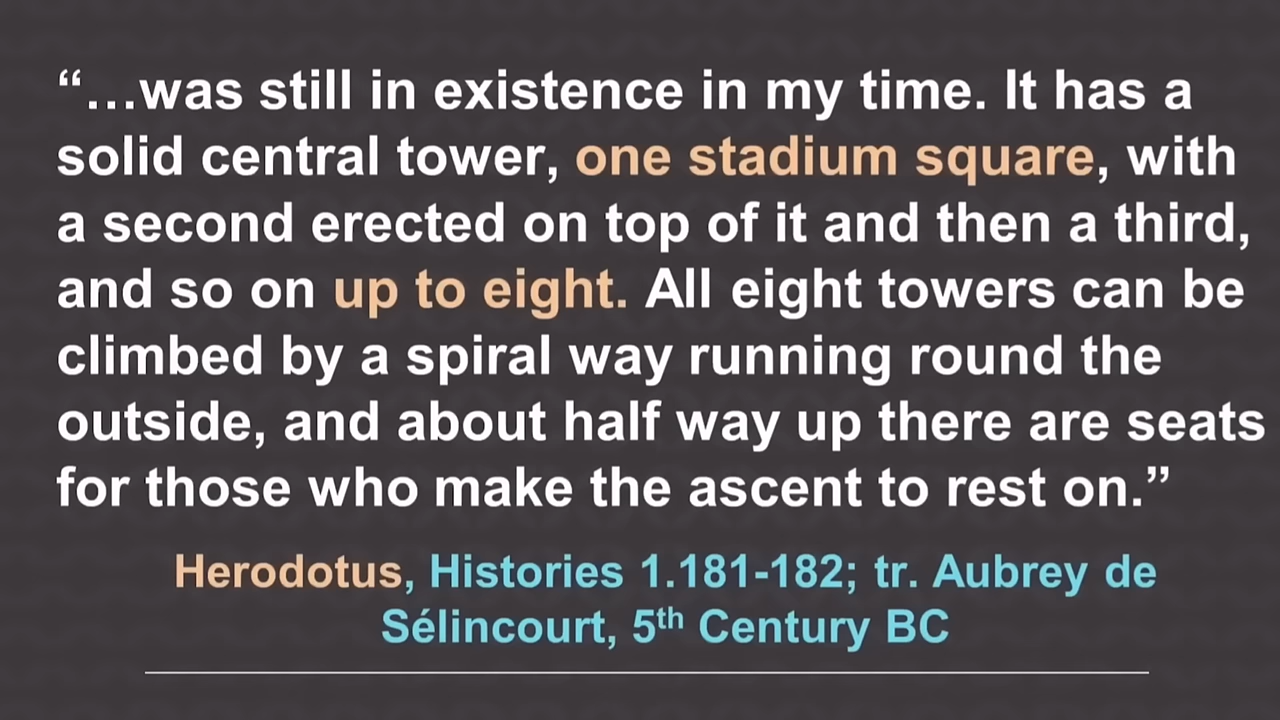 “…was still in existence in my time. It has a
solid central tower, one stadium square, with
a second erected on top of it and then a third,
and so on up to eight. All eight towers can be
climbed by a spiral way running round the
outside, and about half way up there are seats
for those who make the ascent to rest on.”
Herodotus, Histories 1.181-182; tr. Aubrey de
Sélincourt, 5th Century BC